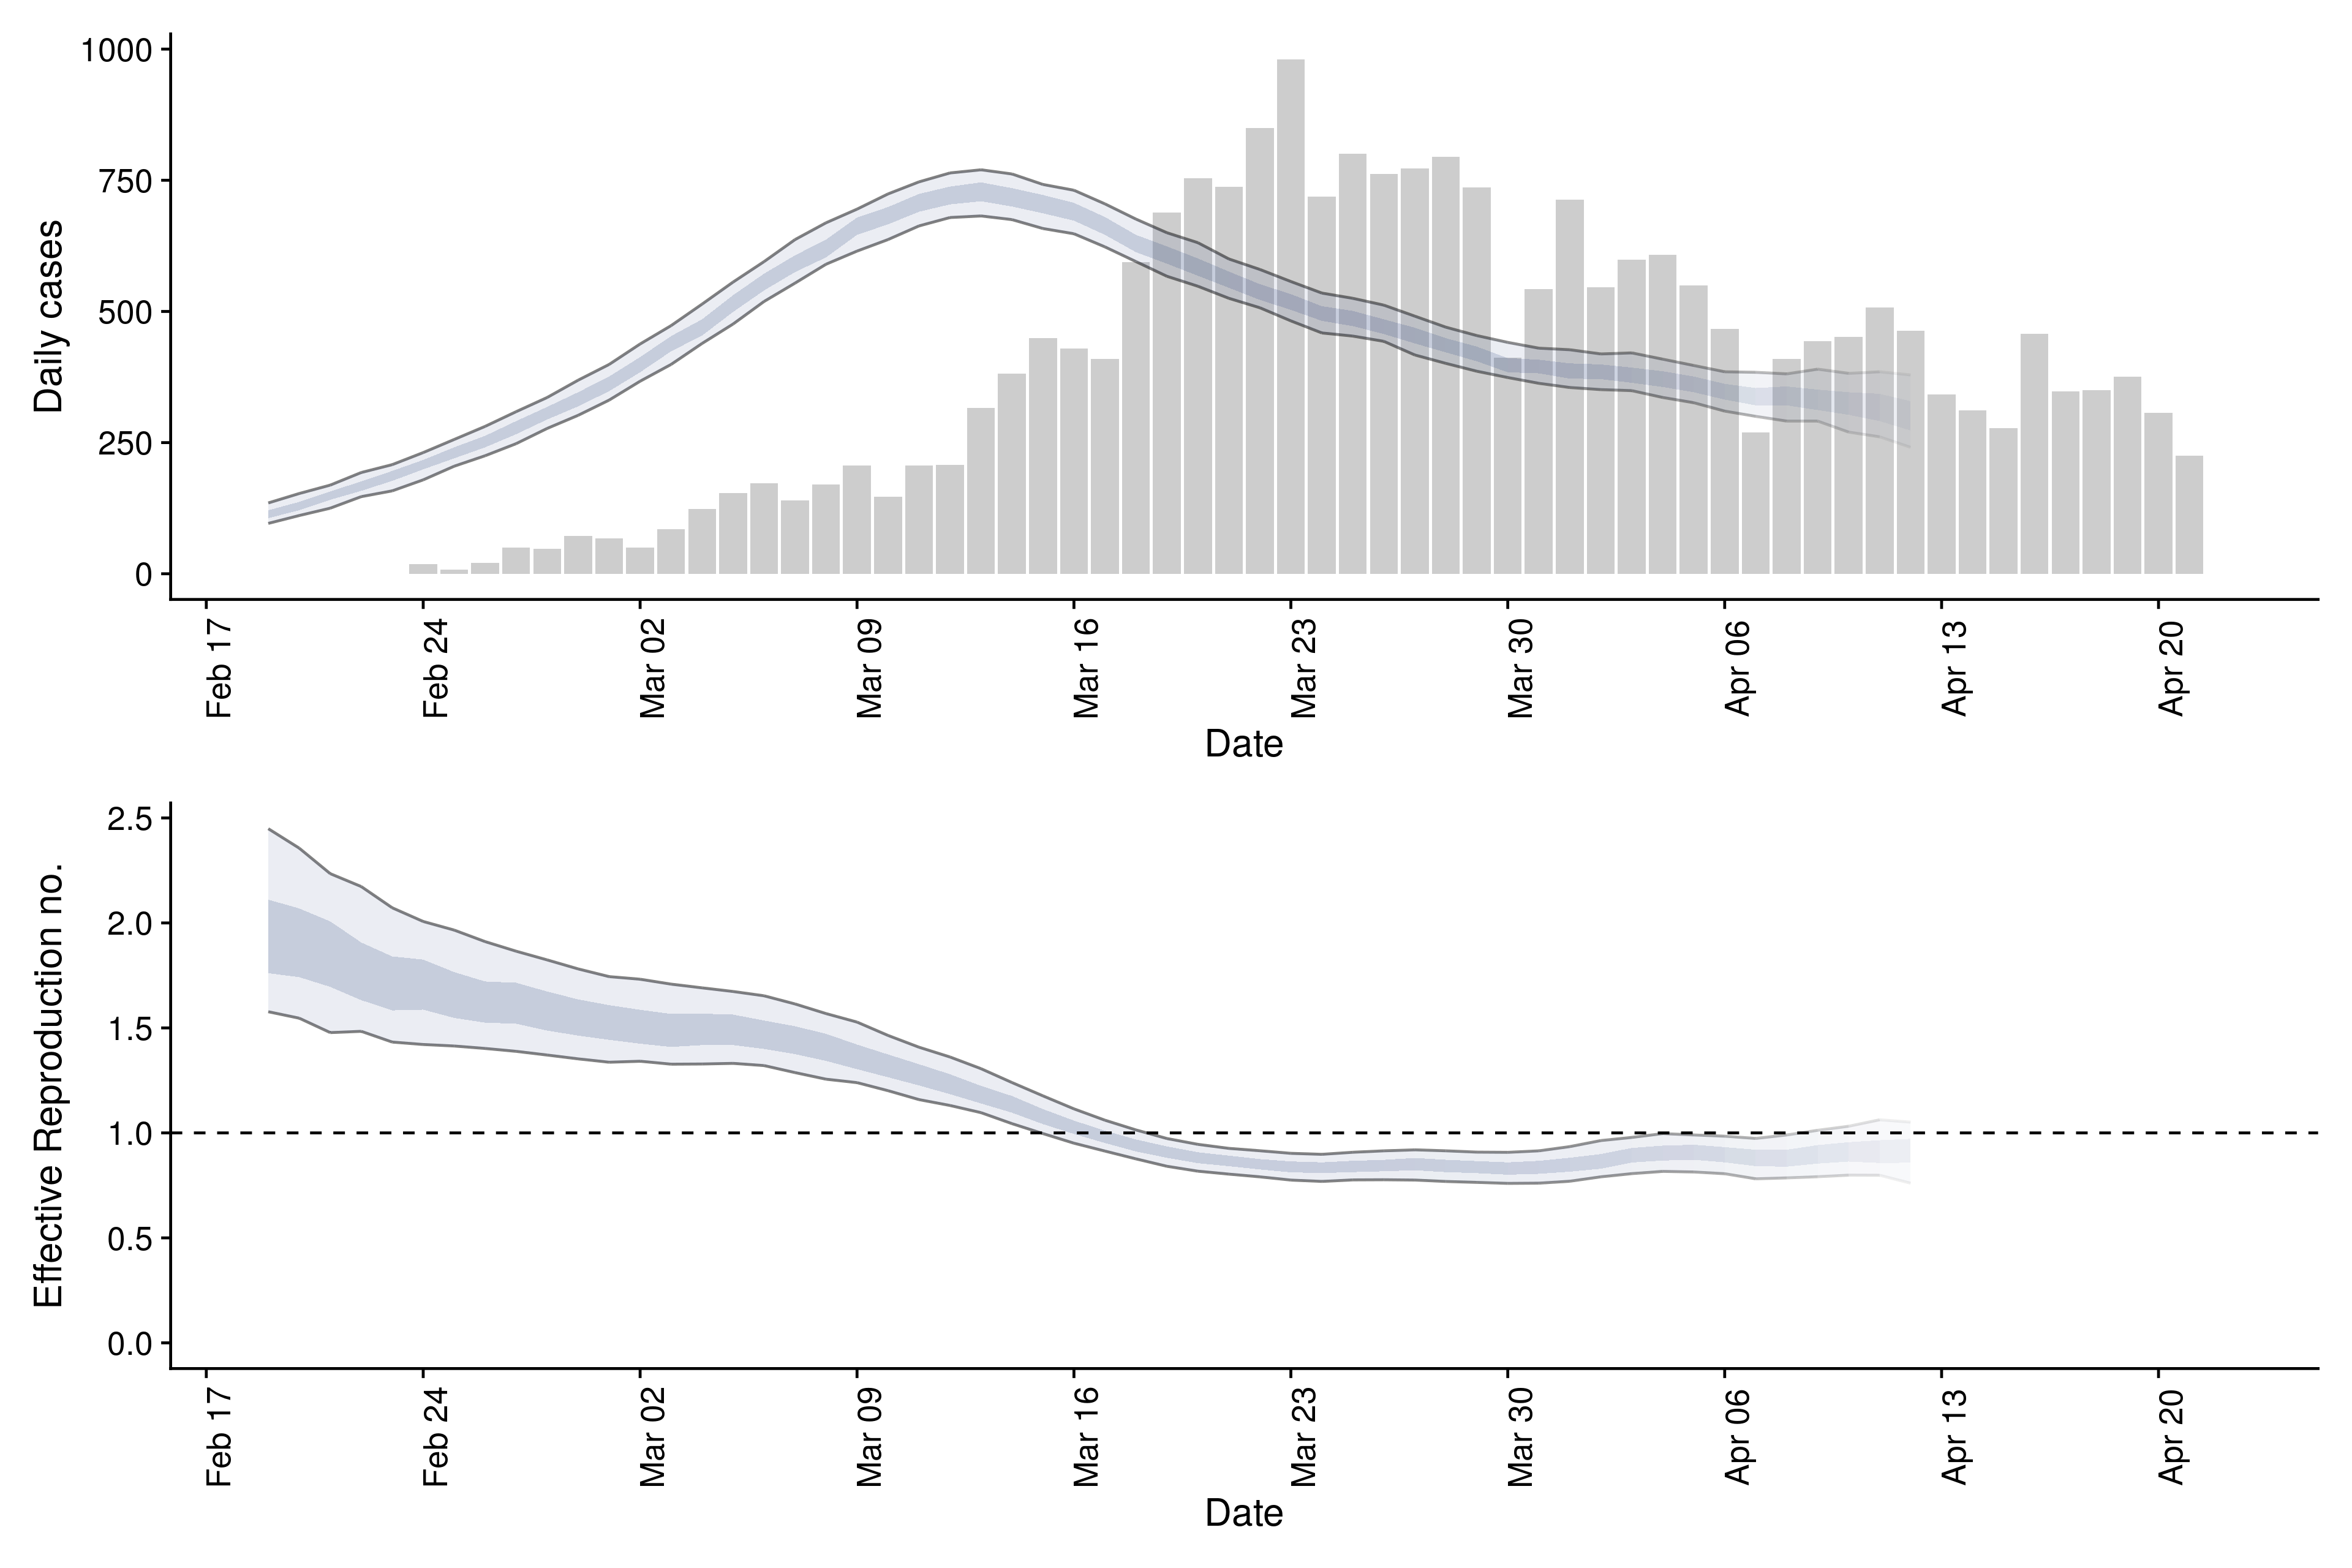 Daily cases
1000
750
500
250
0
Feb 17
Feb 24
Mar 02
Mar 09
Mar 16
Mar 23
Mar 30
Apr 06
Apr 13
Apr 20
Date
Effective Reproduction no.
2.5
2.0
1.5
1.0
0.5
0.0
Feb 17
Feb 24
Mar 02
Mar 09
Mar 16
Mar 23
Mar 30
Apr 06
Apr 13
Apr 20
Date